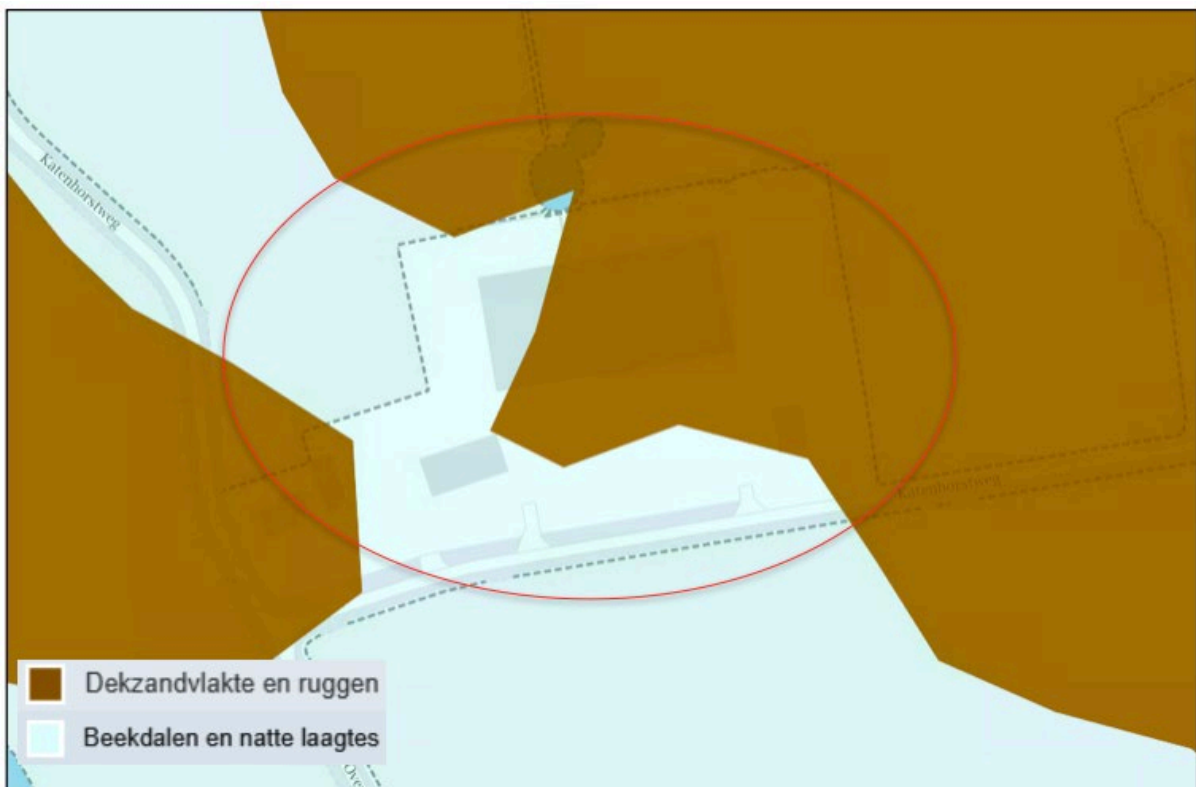 Katenhorstweg
Katenhorstweg
Dekzandvlakte en ruggen
Beekdalen en natte laagtes